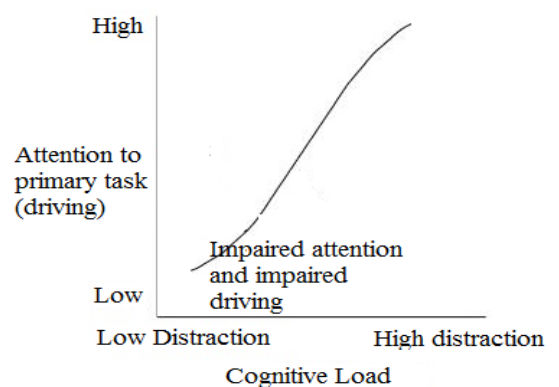 High
Attention to
primary task
(driving)
Impaired attention
and impaired
driving
Low
Low Distraction
High distraction
Cognitive Load